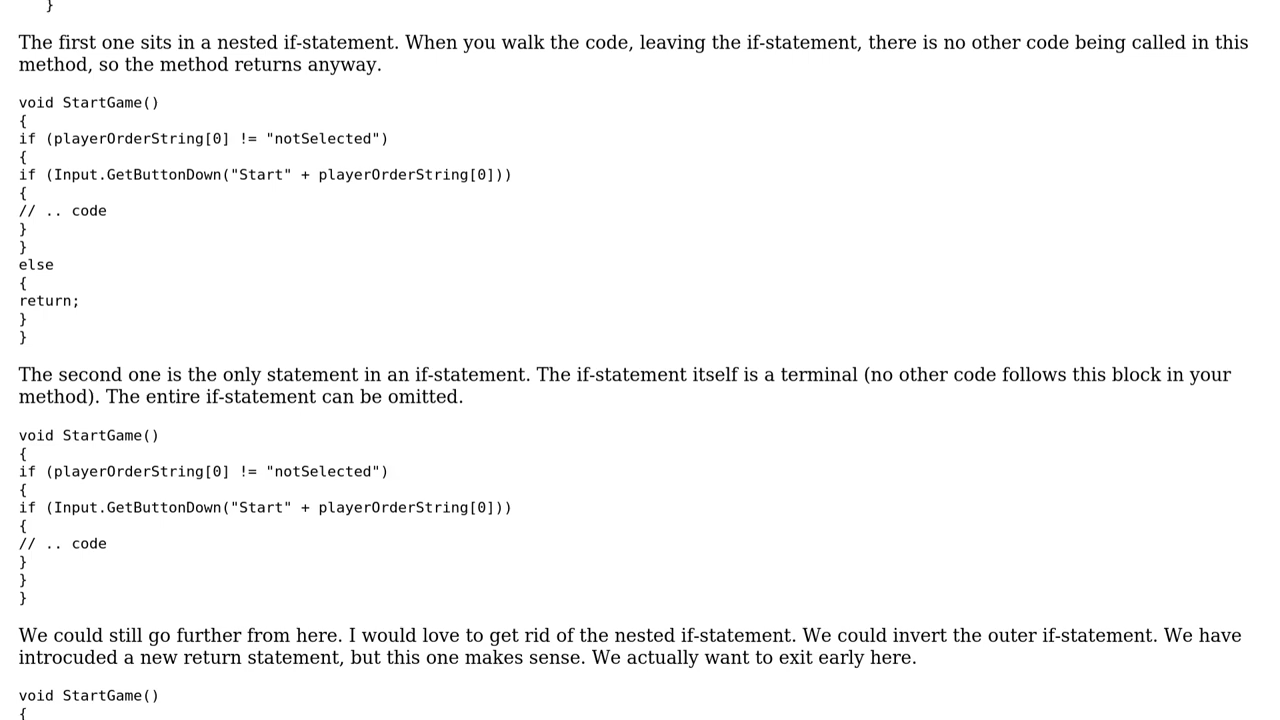 }
The first one sits in a nested if-statement. When you walk the code, leaving the if-statement, there is no other code being called in this
method, so the method returns anyway.
void StartGame()
{
if (playerOrderString[0] != "notSelected")
{
if (Input.GetButtonDown("Start" + playerOrderString[0]))
{
// .. code
}
}
else
{
return;
}
}
The second one is the only statement in an if-statement. The if-statement itself is a terminal (no other code follows this block in your
method). The entire if-statement can be omitted.
void StartGame()
{
if (playerOrderString[0] != "notSelected")
{
if (Input.GetButtonDown("Start" + playerOrderString[0]))
{
// .. code
}
}
}
We could still go further from here. I would love to get rid of the nested if-statement. We could invert the outer if-statement. We have
introcuded a new return statement, but this one makes sense. We actually want to exit early here.
void StartGame()
{